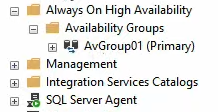 Always On High Availability
Availability Groups
AvGroup01 (Primary)
Management
Integration Services Catalogs
SQL Server Agent